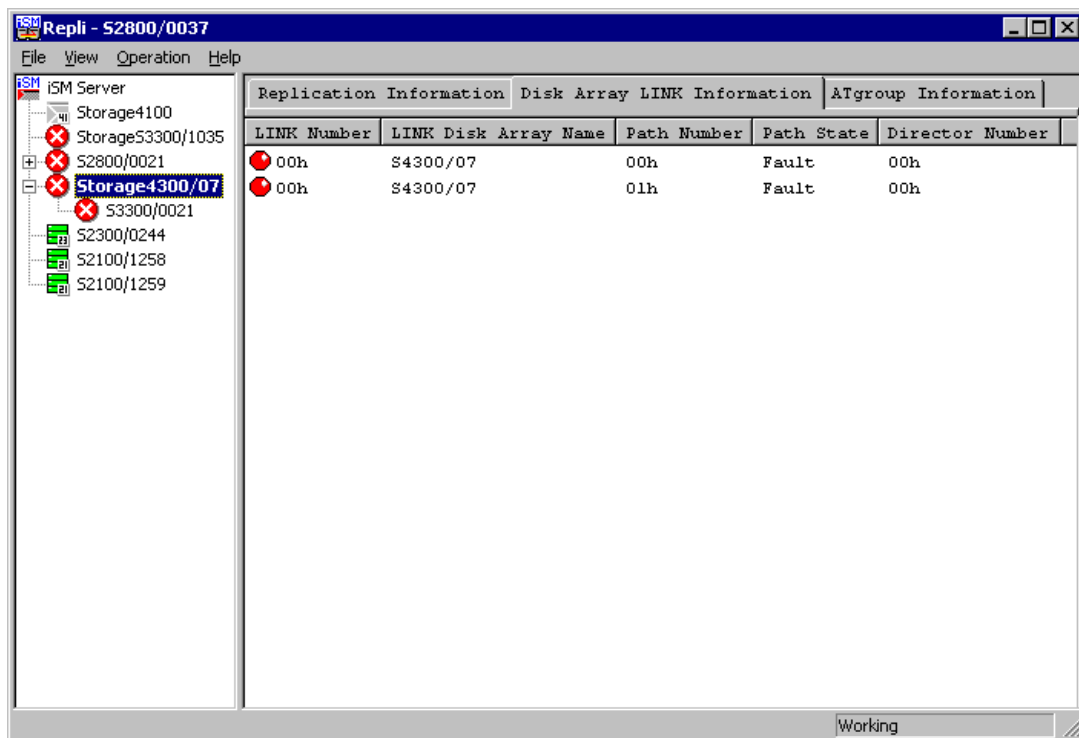 Repli - S2800/0037
File View Operation Help
iSM Server
Storage4100
StorageS3300/1035
S2800/0021
Storage4300/07
S3300/0021
S2300/0244
S2100/1258
S2100/1259
Replication Information Disk Array LINK Information ATgroup Information
LINK Number LINK Disk Array Name Path Number Path State Director Number
00h S4300/07 00h Fault 00h
00h S4300/07 01h Fault 00h
Working